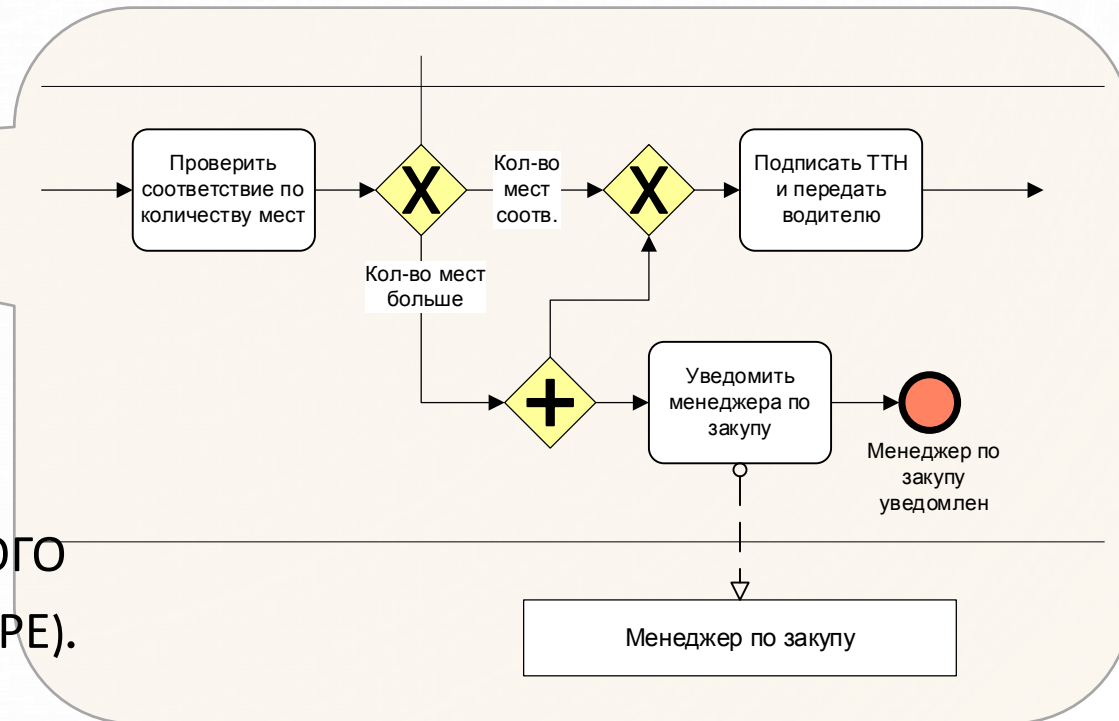 Проверить
соответствие по
количеству мест
X
Кол-во
мест
соотв.
X
Подписать ТТН
и передать
водителю
Кол-во мест
больше
+
Уведомить
менеджера по
закупу
Менеджер по
закупу
уведомлен
ОГО
РЕ).
Менеджер по закупу